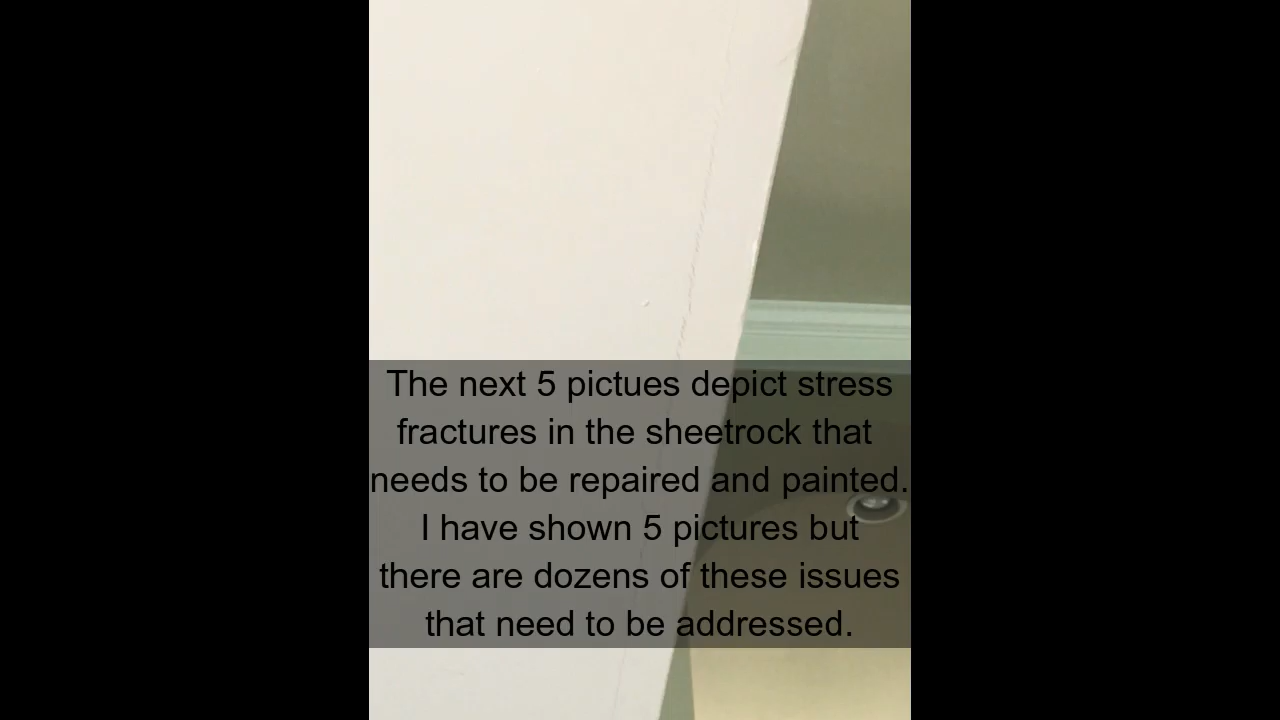 The next 5 pictues depict stress
fractures in the sheetrock that
needs to be repaired and painted.
I have shown 5 pictures but
there are dozens of these issues
that need to be addressed.